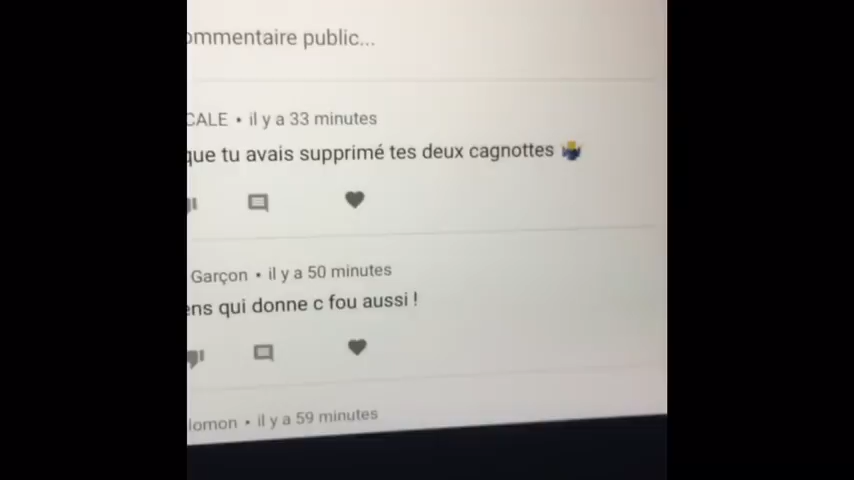 ommentaire public...
CALE • il y a 33 minutes
que tu avais supprimé tes deux cagnottes 🤷
Garçon • il y a 50 minutes
ens qui donne c fou aussi !
lomon • il y a 59 minutes